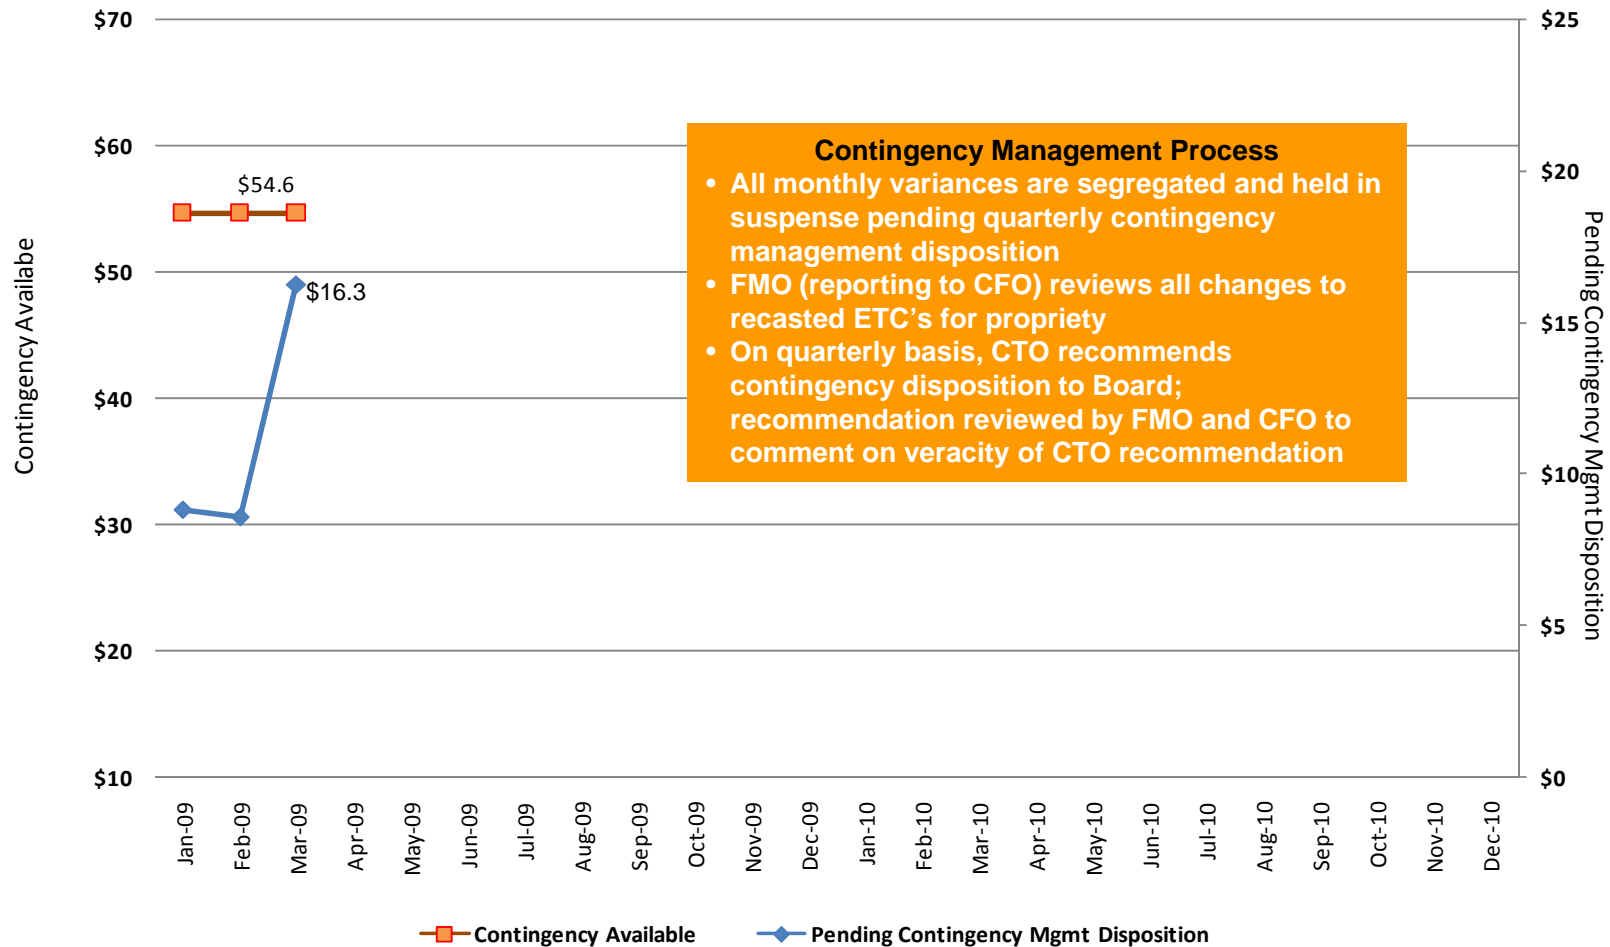 $70
$60
$50
$40
$30
$20
$10
Contingency Availabe
$54.6
$16.3
Contingency Management Process
• All monthly variances are segregated and held in
suspense pending quarterly contingency
management disposition
• FMO (reporting to CFO) reviews all changes to
recasted ETC's for propriety
• On quarterly basis, CTO recommends
contingency disposition to Board;
recommendation reviewed by FMO and CFO to
comment on veracity of CTO recommendation
$25
$20
$15
$10
$5
$0
Pending Contingency Mgmt Disposition
Jan-09
Feb-09
Mar-09
Apr-09
May-09
Jun-09
Jul-09
Aug-09
Sep-09
Oct-09
Nov-09
Dec-09
Jan-10
Feb-10
Mar-10
Apr-10
May-10
Jun-10
Jul-10
Aug-10
Sep-10
Oct-10
Nov-10
Dec-10
Contingency Available
Pending Contingency Mgmt Disposition